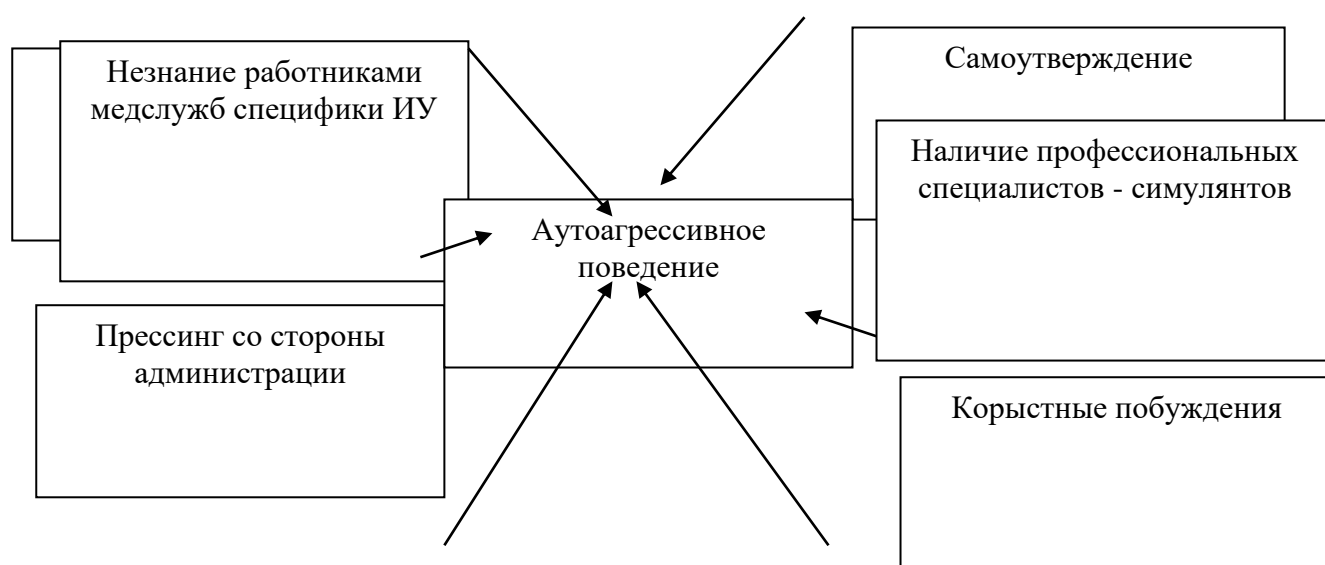 Незнание работниками
медслужб специфики ИУ
Самоутверждение
Наличие профессиональных
специалистов - симулянтов
Аутоагрессивное
поведение
Прессинг со стороны
администрации
Корыстные побуждения